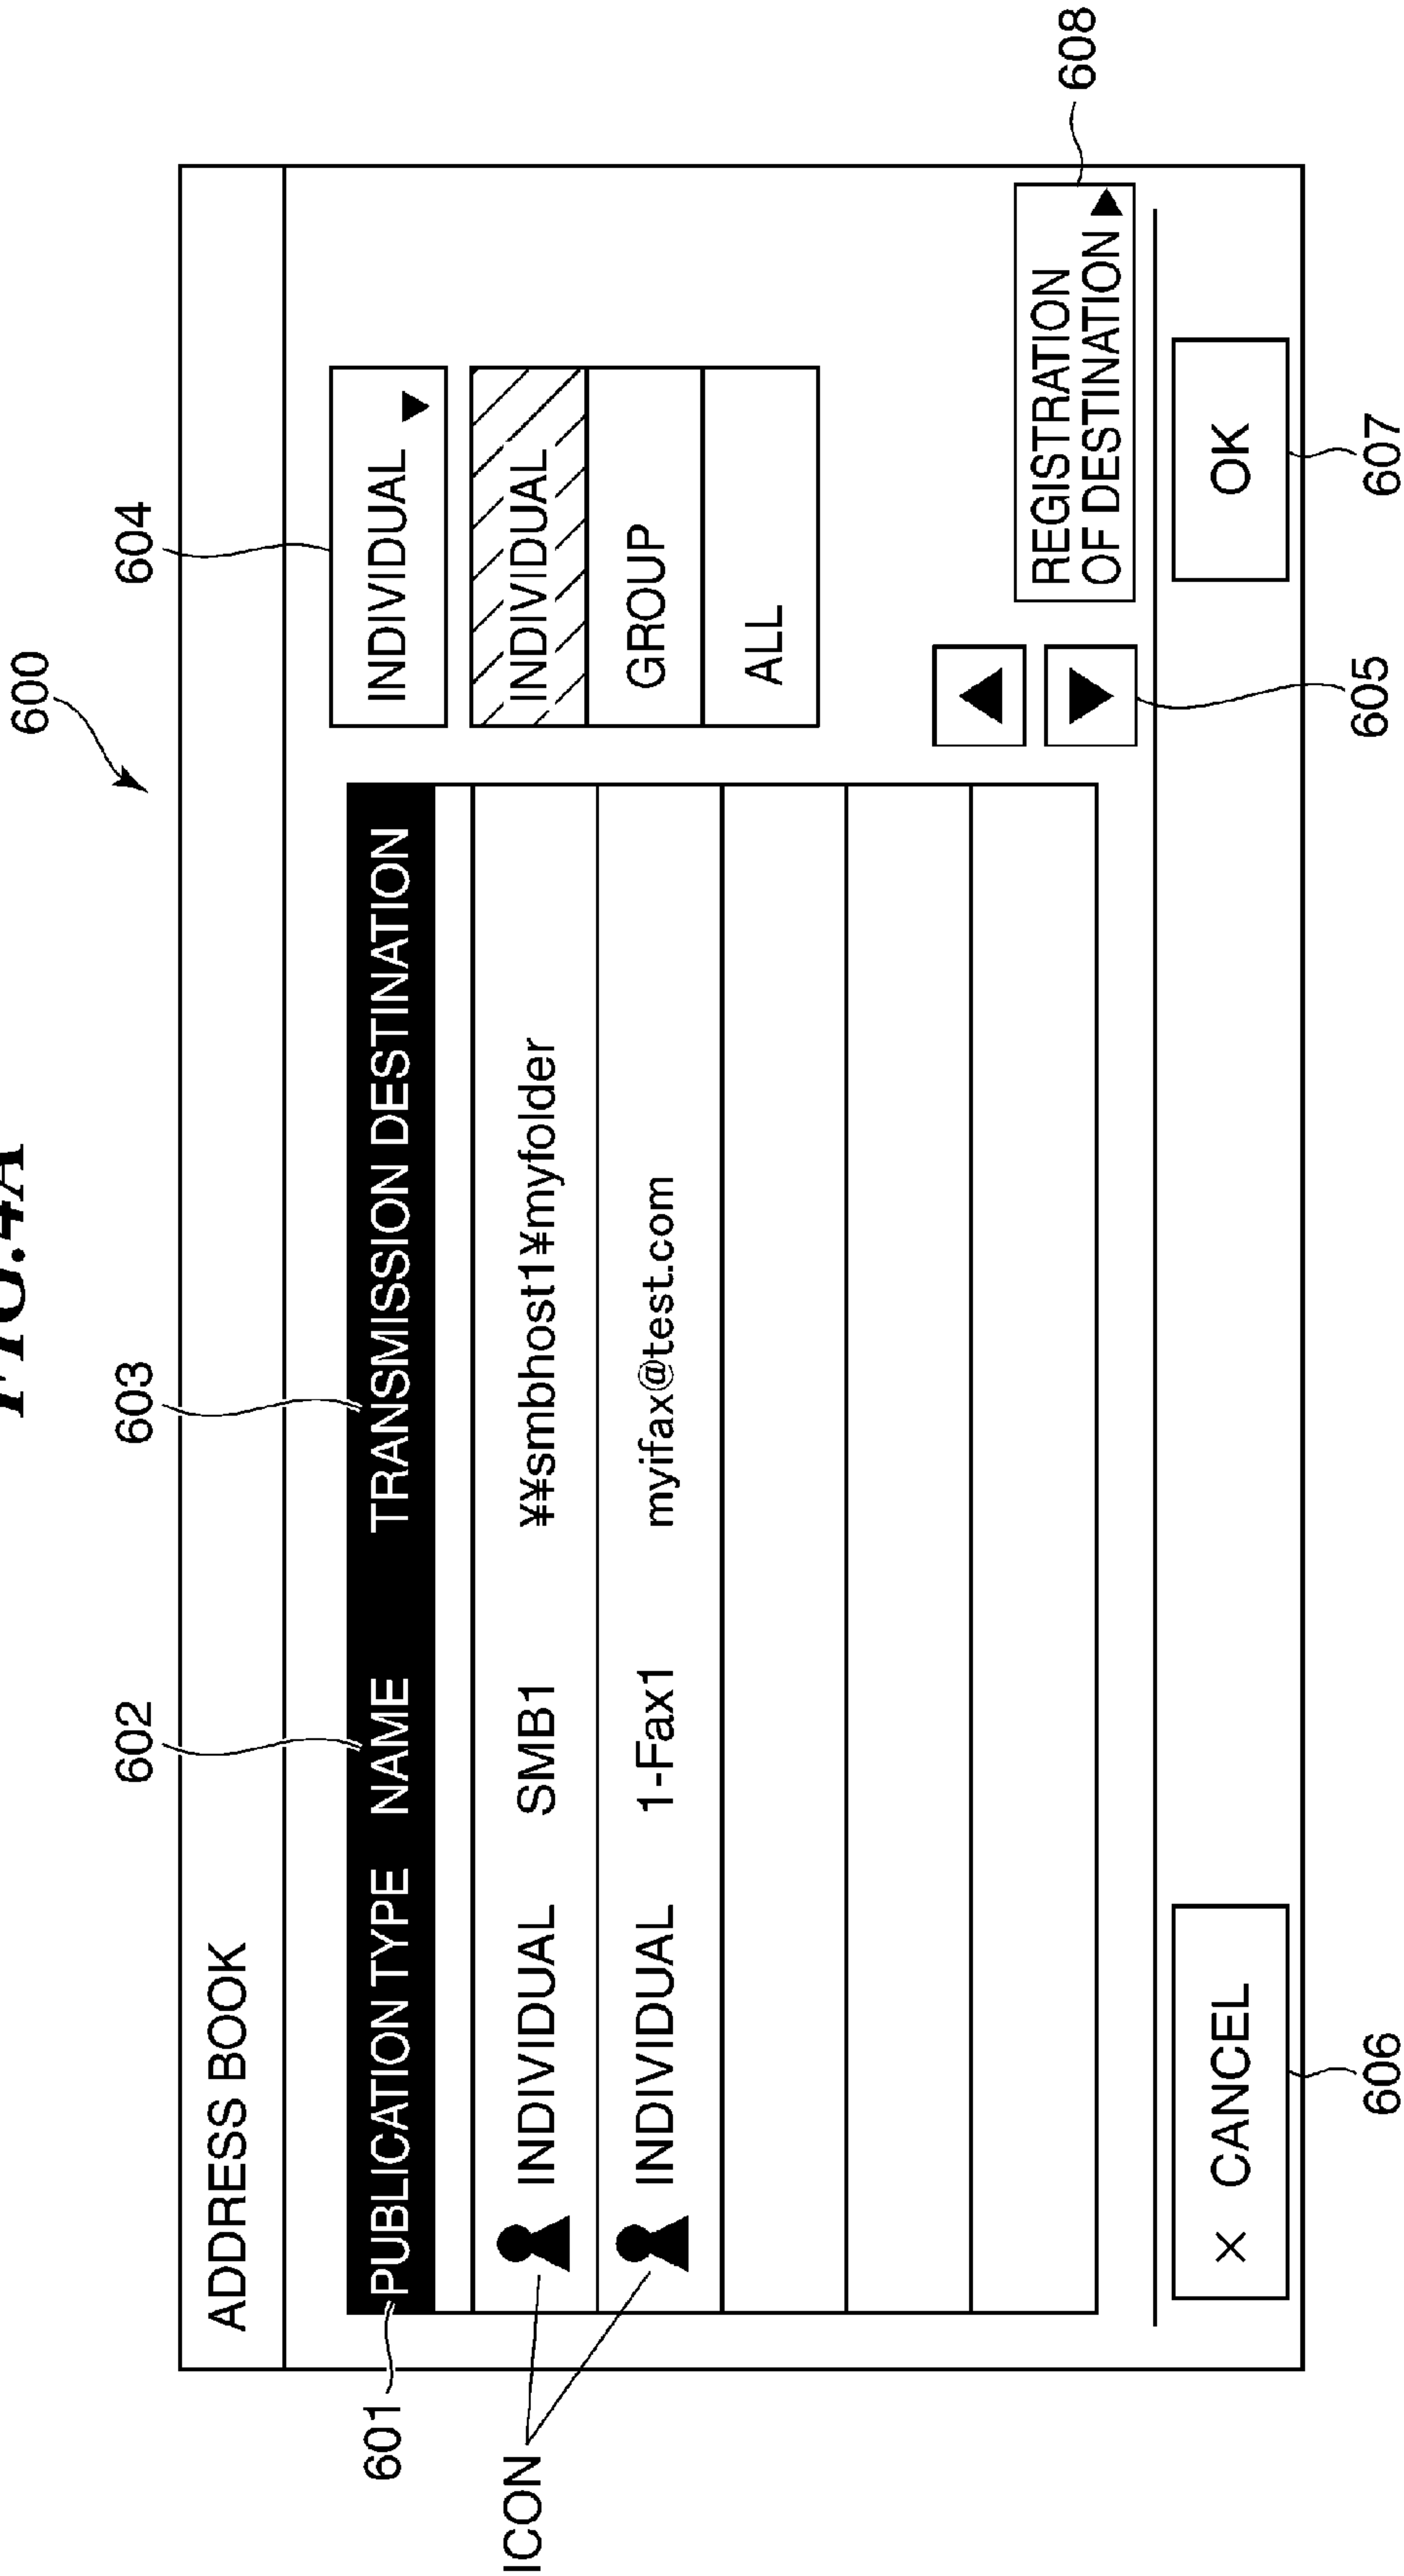 FIG.4A
600
602
603
604
ADDRESS BOOK
601
PUBLICATION TYPE NAME TRANSMISSION DESTINATION
INDIVIDUAL ▼
ICON
INDIVIDUAL SMB1 ¥¥smbhost1¥myfolder
INDIVIDUAL
INDIVIDUAL 1-Fax1 myifax@test.com
GROUP
ALL
▲
▼
REGISTRATION
OF DESTINATION ▶
608
× CANCEL
OK
606
605
607